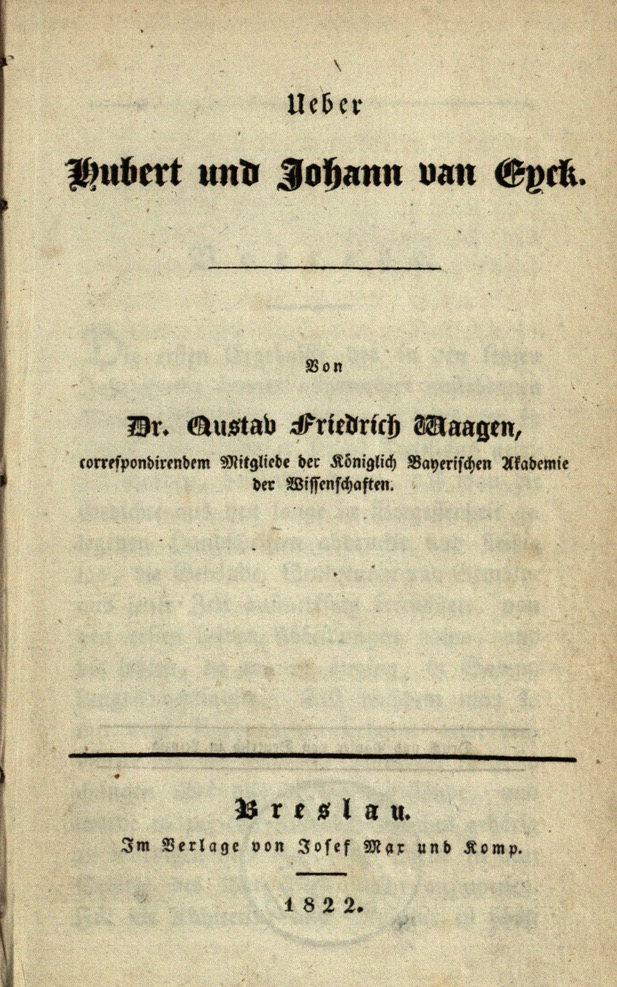 Ueber
Hubert und Johann van Eyck.
Von
Dr. Gustav Friedrich Waagen,
correspondirendem Mitgliede der Königlich Bayerischen Akademie
der Wissenschaften.
Breslau.
Im Verlage von Josef Max und Komp.
1822.